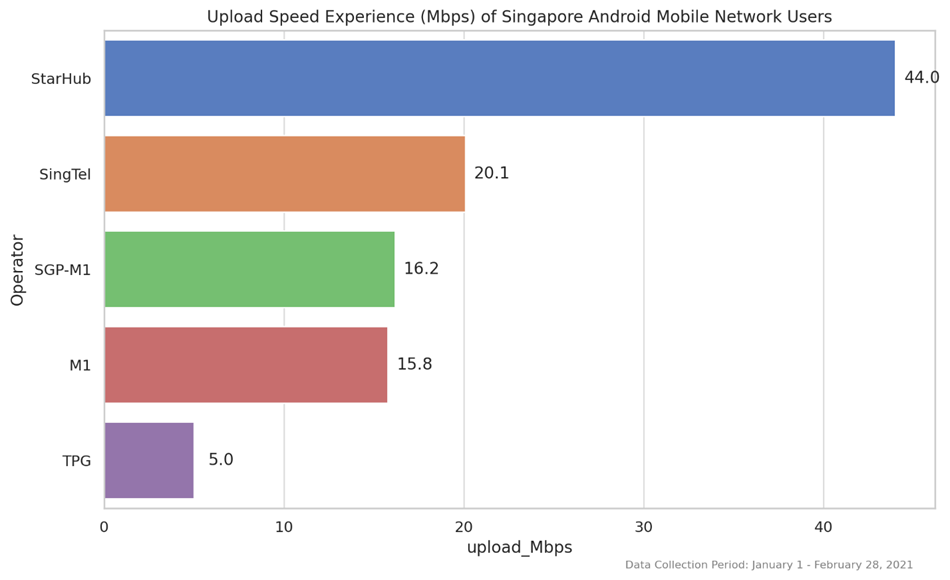 Upload Speed Experience (Mbps) of Singapore Android Mobile Network Users
Operator
StarHub 44.0
SingTel 20.1
SGP-M1 16.2
M1 15.8
TPG 5.0
0 10 20 30 40
upload_Mbps
Data Collection Period: January 1 - February 28, 2021